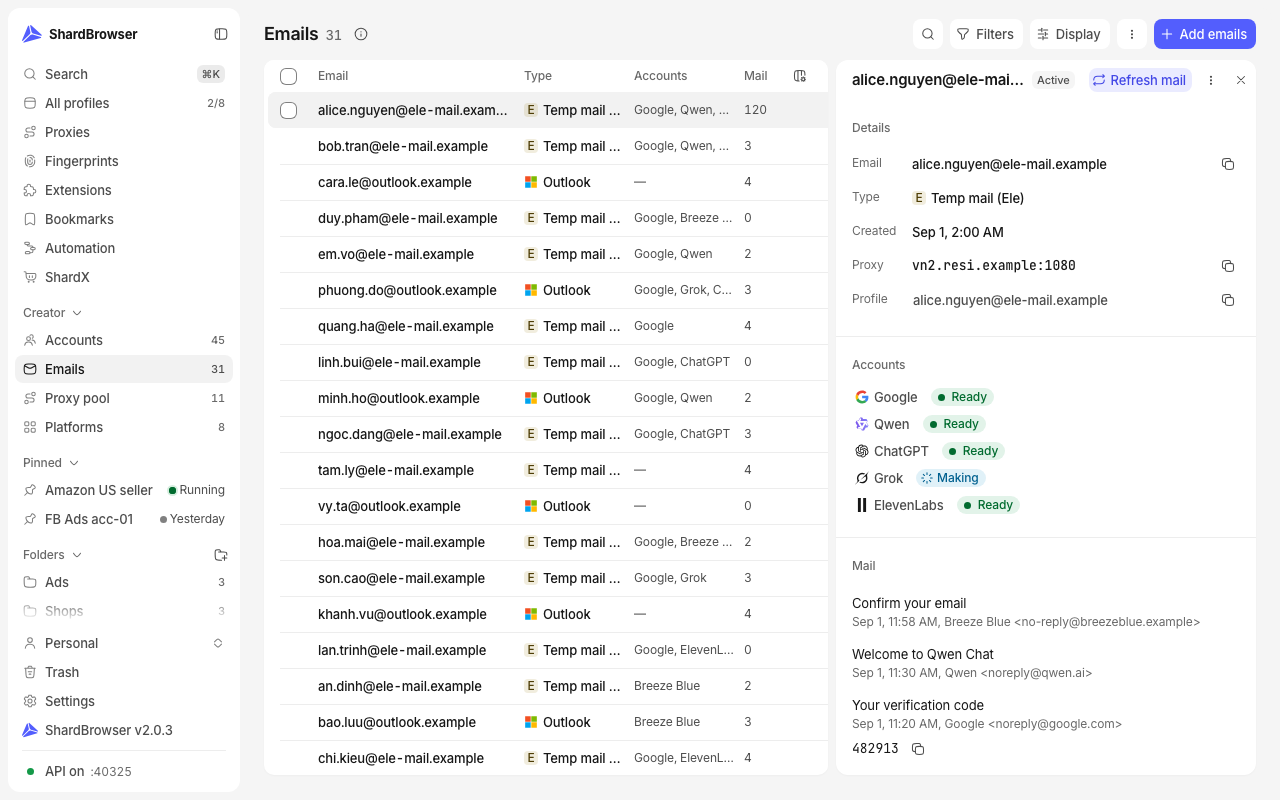 ShardBrowser
Search ⌘K
All profiles 2/8
Proxies
Fingerprints
Extensions
Bookmarks
Automation
ShardX
Creator
Accounts 45
Emails 31
Proxy pool 11
Platforms 8
Pinned
Amazon US seller Running
FB Ads acc-01 Yesterday
Folders
Ads 3
Shops 3
Personal
Trash
Settings
ShardBrowser v2.0.3
API on :40325
Emails 31
Filters
Display
Add emails
Email Type Accounts Mail
alice.nguyen@ele-mail.exam... E Temp mail ... Google, Qwen, ... 120
bob.tran@ele-mail.example E Temp mail ... Google, Qwen, ... 3
cara.le@outlook.example Outlook — 4
duy.pham@ele-mail.example E Temp mail ... Google, Breeze ... 0
em.vo@ele-mail.example E Temp mail ... Google, Qwen 2
phuong.do@outlook.example Outlook Google, Grok, C... 3
quang.ha@ele-mail.example E Temp mail ... Google 4
linh.bui@ele-mail.example E Temp mail ... Google, ChatGPT 0
minh.ho@outlook.example Outlook Google, Qwen 2
ngoc.dang@ele-mail.example E Temp mail ... Google, ChatGPT 3
tam.ly@ele-mail.example E Temp mail ... — 4
vy.ta@outlook.example Outlook — 0
hoa.mai@ele-mail.example E Temp mail ... Google, Breeze ... 2
son.cao@ele-mail.example E Temp mail ... Google, Grok 3
khanh.vu@outlook.example Outlook — 4
lan.trinh@ele-mail.example E Temp mail ... Google, ElevenL... 0
an.dinh@ele-mail.example E Temp mail ... Breeze Blue 2
bao.luu@outlook.example Outlook Breeze Blue 3
chi.kieu@ele-mail.example E Temp mail ... Google, ElevenL... 4
alice.nguyen@ele-mai... Active Refresh mail
Details
Email alice.nguyen@ele-mail.example
Type E Temp mail (Ele)
Created Sep 1, 2:00 AM
Proxy vn2.resi.example:1080
Profile alice.nguyen@ele-mail.example
Accounts
Google Ready
Qwen Ready
ChatGPT Ready
Grok Making
ElevenLabs Ready
Mail
Confirm your email
Sep 1, 11:58 AM, Breeze Blue <no-reply@breezeblue.example>
Welcome to Qwen Chat
Sep 1, 11:30 AM, Qwen <noreply@qwen.ai>
Your verification code
Sep 1, 11:20 AM, Google <noreply@google.com>
482913